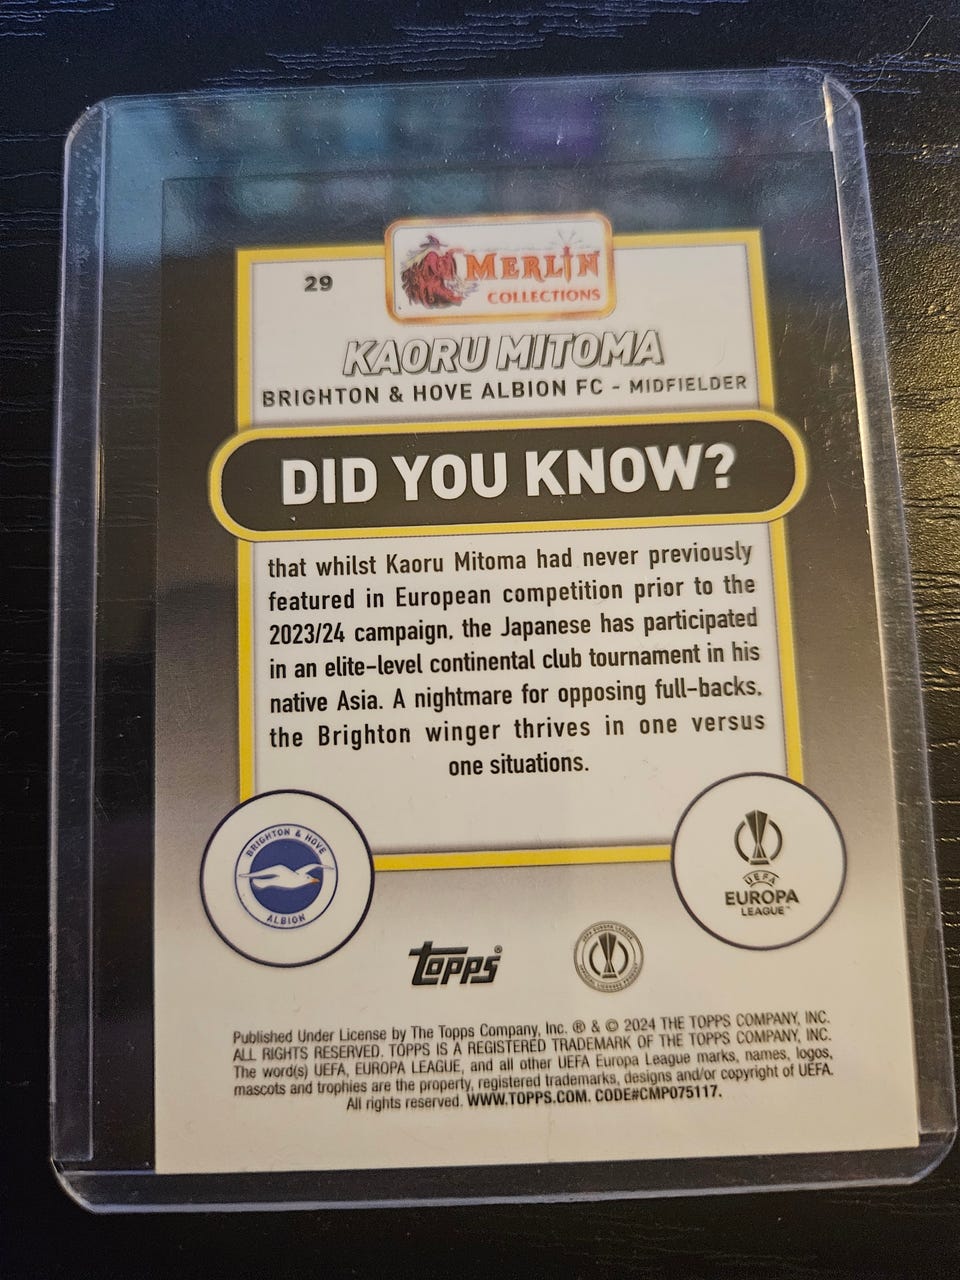 29
MERLIN
COLLECTIONS
KAORU MITOMA
BRIGHTON & HOVE ALBION FC - MIDFIELDER
DID YOU KNOW?
that whilst Kaoru Mitoma had never previously
featured in European competition prior to the
2023/24 campaign, the Japanese has participated
in an elite-level continental club tournament in his
native Asia. A nightmare for opposing full-backs,
the Brighton winger thrives in one versus
one situations.
BRIGHTON & HOVE
ALBION
UEFA
EUROPA
LEAGUE™
topps®
Published Under License by The Topps Company, Inc. ® & © 2024 THE TOPPS COMPANY, INC.
ALL RIGHTS RESERVED. TOPPS IS A REGISTERED TRADEMARK OF THE TOPPS COMPANY, INC.
The word(s) UEFA, EUROPA LEAGUE, and all other UEFA Europa League marks, names, logos,
mascots and trophies are the property, registered trademarks, designs and/or copyright of UEFA.
All rights reserved. WWW.TOPPS.COM. CODE#CMP075117.